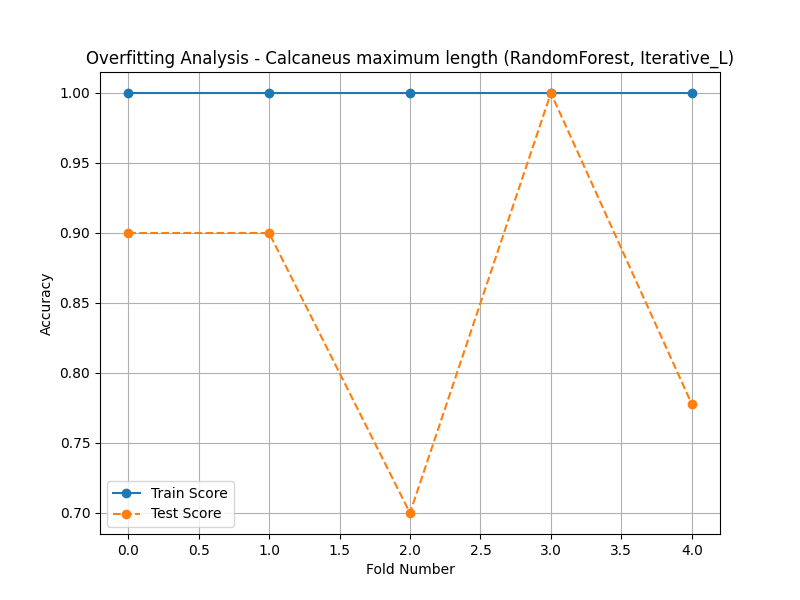 Overfitting Analysis - Calcaneus maximum length (RandomForest, Iterative_L)
1.00
0.95
0.90
0.85
0.80
0.75
0.70
Accuracy
Train Score
Test Score
0.0 0.5 1.0 1.5 2.0 2.5 3.0 3.5 4.0
Fold Number